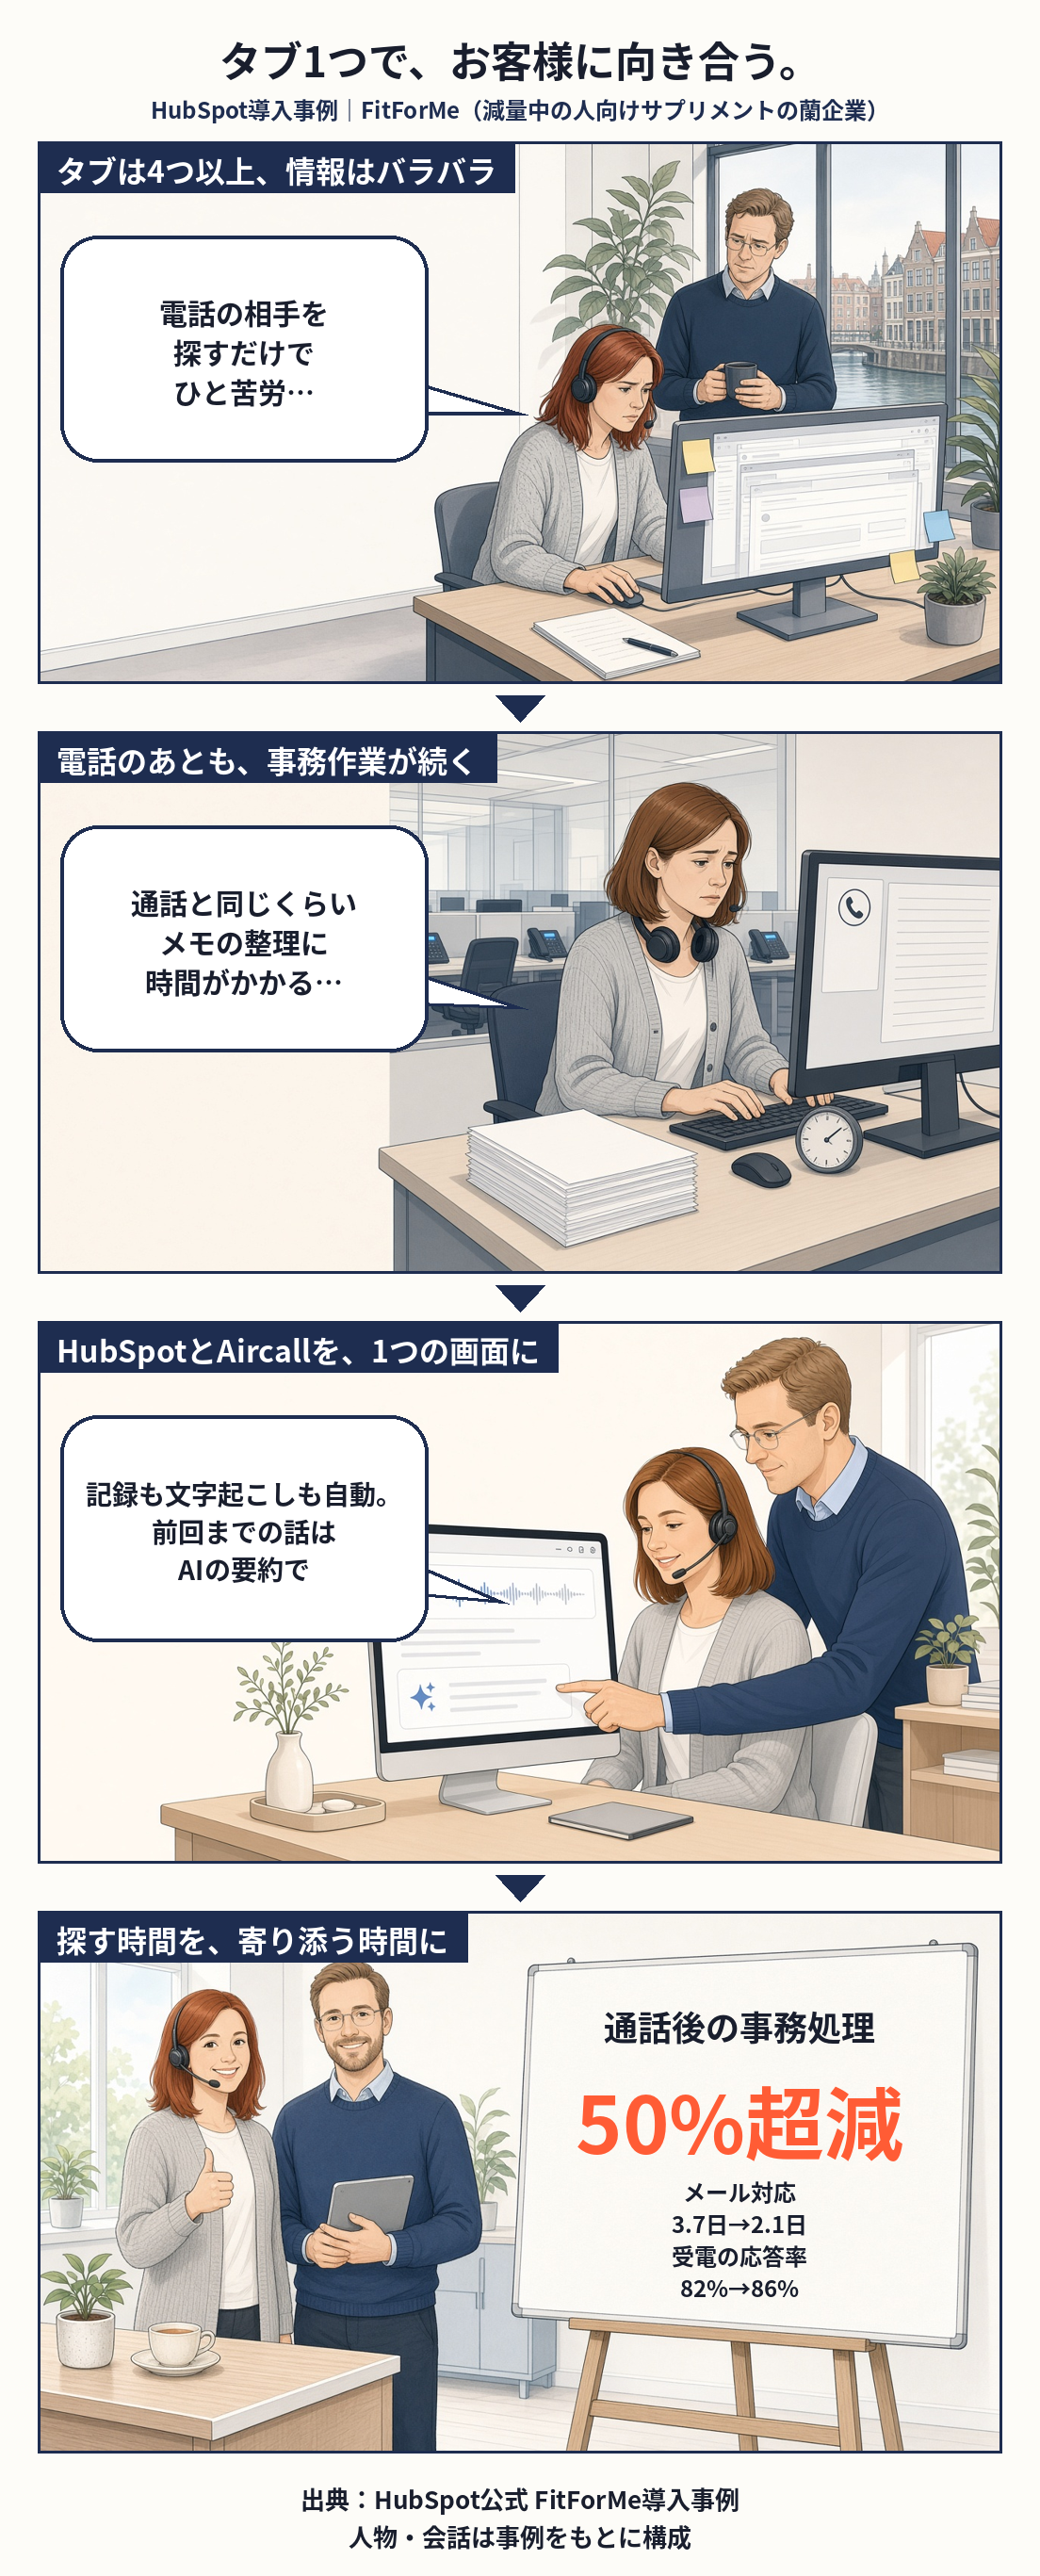 タブ1つで、お客様に向き合う。
HubSpot導入事例｜FitForMe（減量中の人向けサプリメントの蘭企業）
タブは4つ以上、情報はバラバラ
電話の相手を
探すだけで
ひと苦労…
電話のあとも、事務作業が続く
通話と同じくらい
メモの整理に
時間がかかる…
HubSpotとAircallを、1つの画面に
記録も文字起こしも自動。
前回までの話は
AIの要約で
探す時間を、寄り添う時間に
通話後の事務処理
50%超減
メール対応
3.7日→2.1日
受電の応答率
82%→86%
出典：HubSpot公式 FitForMe導入事例
人物・会話は事例をもとに構成